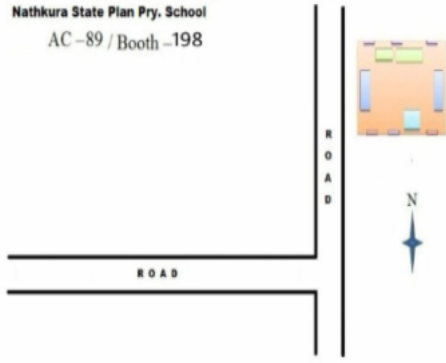 Nathkura State Plan Pry. School
AC -89 / Booth -198
ROAD
N
ROAD